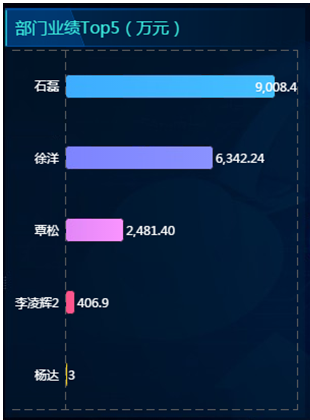 部门业绩Top5（万元）
石磊 9,008.4
徐洋 6,342.24
覃松 2,481.40
李凌辉2 406.9
杨达 3